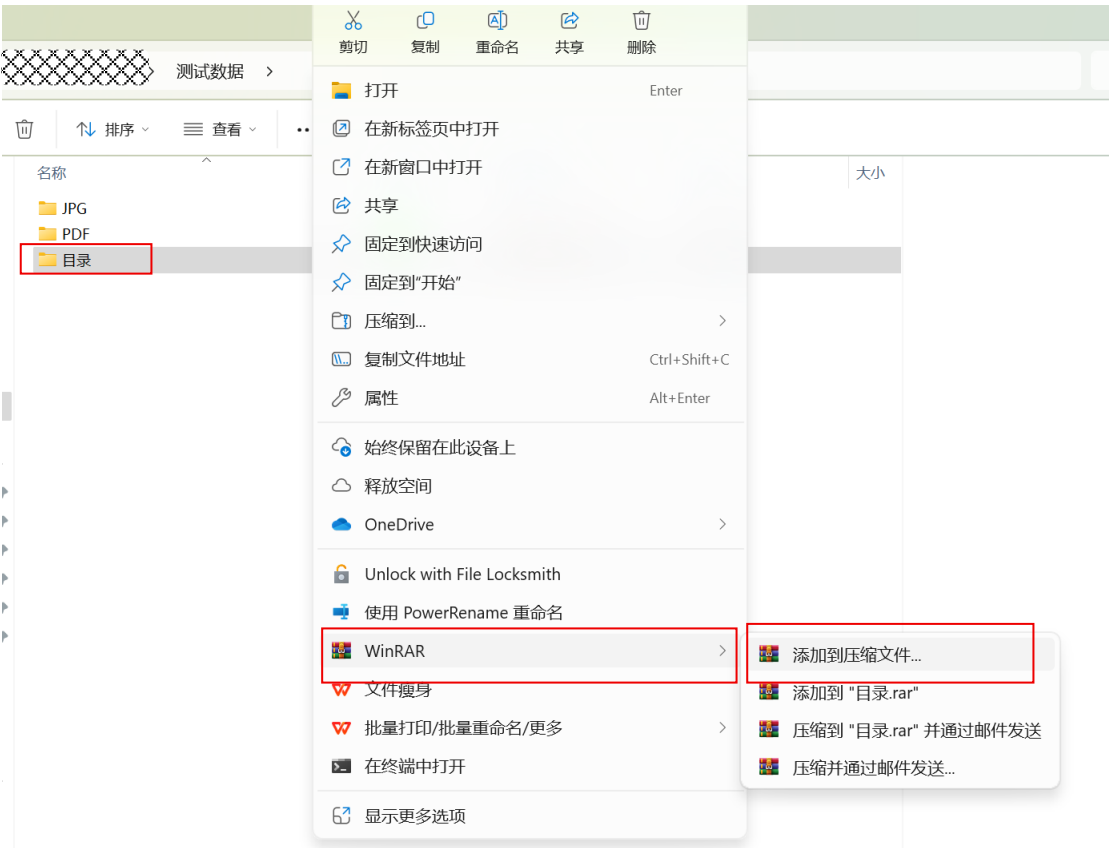 剪切 复制 重命名 共享 删除
测试数据
排序 查看
名称 大小
JPG
PDF
目录
打开 Enter
在新标签页中打开
在新窗口中打开
共享
固定到快速访问
固定到"开始"
压缩到...
复制文件地址 Ctrl+Shift+C
属性 Alt+Enter
始终保留在此设备上
释放空间
OneDrive
Unlock with File Locksmith
使用 PowerRename 重命名
WinRAR
文件瘦身
批量打印/批量重命名/更多
在终端中打开
显示更多选项
添加到压缩文件...
添加到 "目录.rar"
压缩到 "目录.rar" 并通过邮件发送
压缩并通过邮件发送...